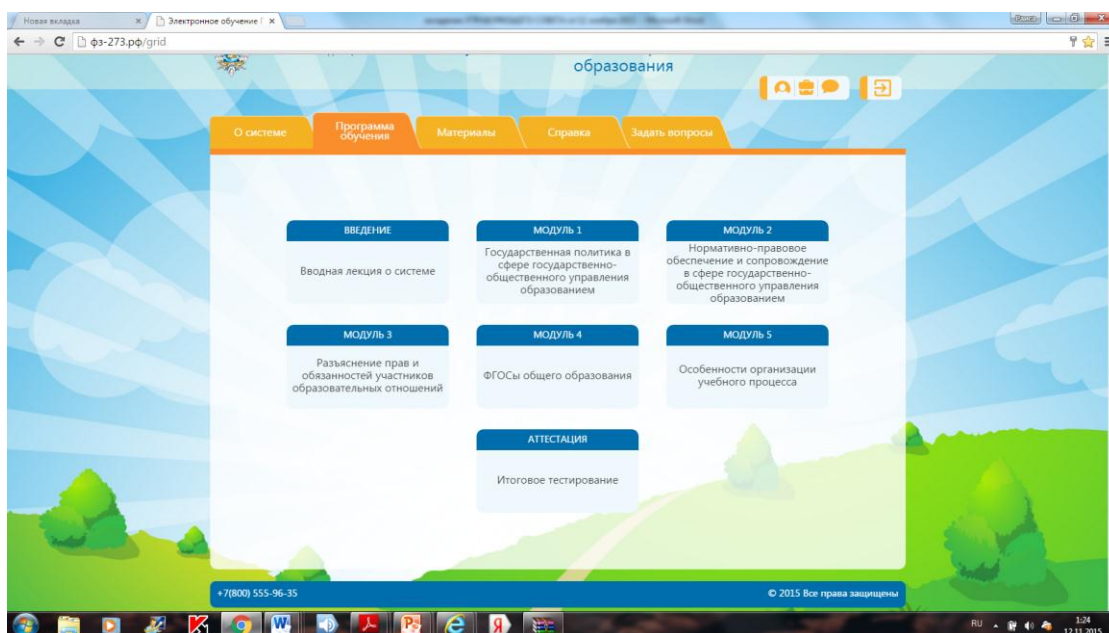 Новая вкладка
Электронное обучение
фз-273.рф/grid
образования
О системе
Программа
обучения
Материалы
Справка
Задать вопросы
ВВЕДЕНИЕ
Вводная лекция о системе
МОДУЛЬ 1
Государственная политика в
сфере государственно-
общественного управления
образованием
МОДУЛЬ 2
Нормативно-правовое
обеспечение и сопровождение
в сфере государственно-
общественного управления
образованием
МОДУЛЬ 3
Разъяснение прав и
обязанностей участников
образовательных отношений
МОДУЛЬ 4
ФГОСы общего образования
МОДУЛЬ 5
Особенности организации
учебного процесса
АТТЕСТАЦИЯ
Итоговое тестирование
+7(800) 555-96-35
© 2015 Все права защищены
RU
1:24
12.11.2015